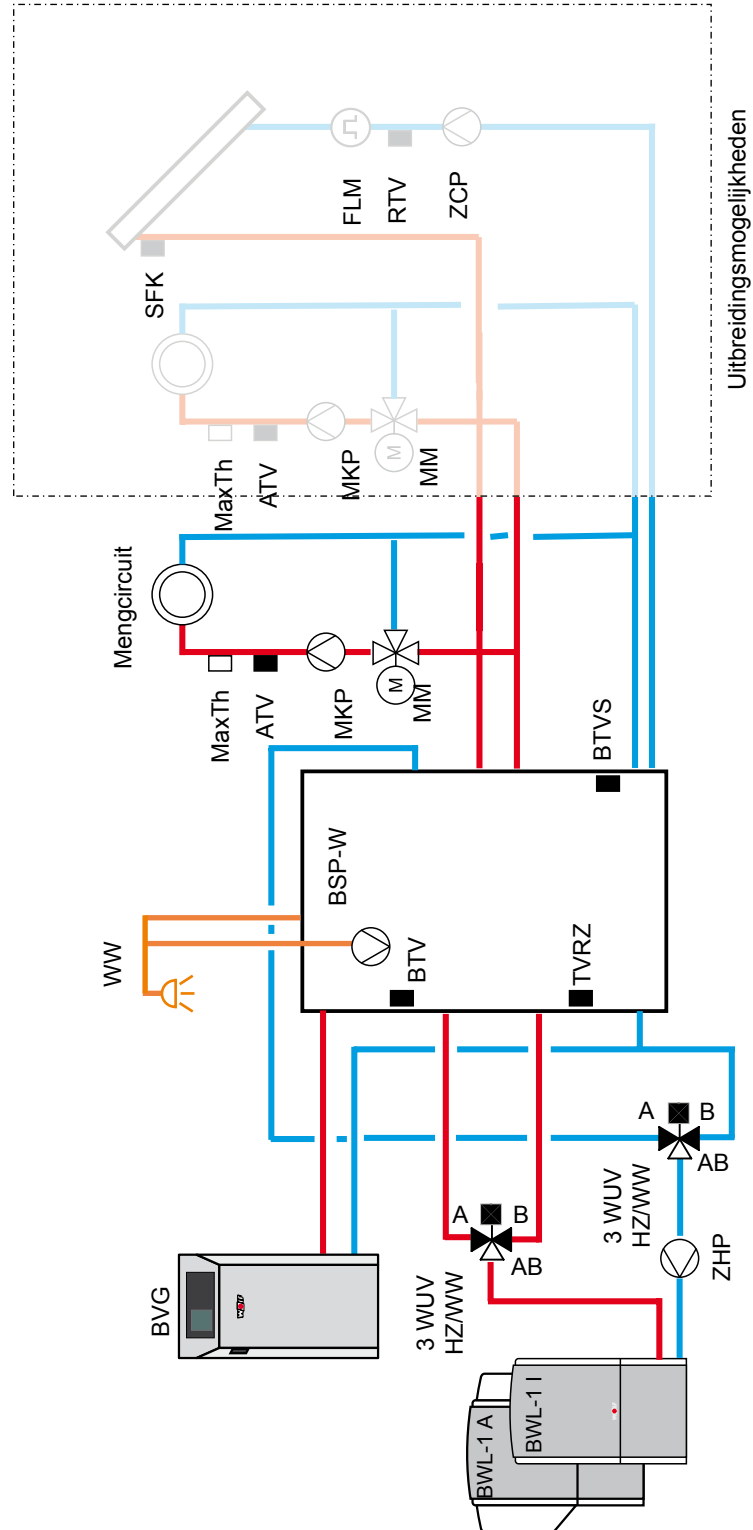 Uitbreidingsmogelijkheden
FLM
RTV
ZCP
SFK
MaxTh
ATV
MKP
MM
M
Mengcircuit
MaxTh
ATV
MKP
MM
M
BTVS
WW
BSP-W
BTV
TVRZ
BVG
A
B
AB
3 WUV
HZ/WW
A
B
AB
3 WUV
HZ/WW
ZHP
BWL-1 A
BWL-1 I